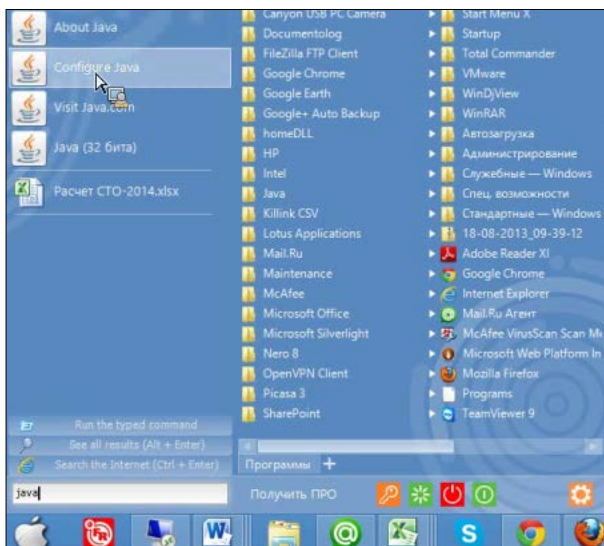 About Java
Configure Java
Visit Java.com
Java (32 бита)
Расчет СТО-2014.xlsx
Run the typed command
See all results (Alt + Enter)
Search the Internet (Ctrl + Enter)
java
Canyon USB PC Camera
Documentolog
FileZilla FTP Client
Google Chrome
Google Earth
Google+ Auto Backup
homeDLL
HP
Intel
Java
Killink CSV
Lotus Applications
Mail.Ru
Maintenance
McAfee
Microsoft Office
Microsoft Silverlight
Nero 8
OpenVPN Client
Picasa 3
SharePoint
Start Menu X
Startup
Total Commander
VMware
WinDjView
WinRAR
Автозагрузка
Администрирование
Служебные — Windows
Спец. возможности
Стандартные — Windows
18-08-2013_09-39-12
Adobe Reader XI
Google Chrome
Internet Explorer
Mail.Ru Агент
McAfee VirusScan Scan
Microsoft Web Platform In
Mozilla Firefox
Programs
TeamViewer 9
Программы +
Получить ПРО